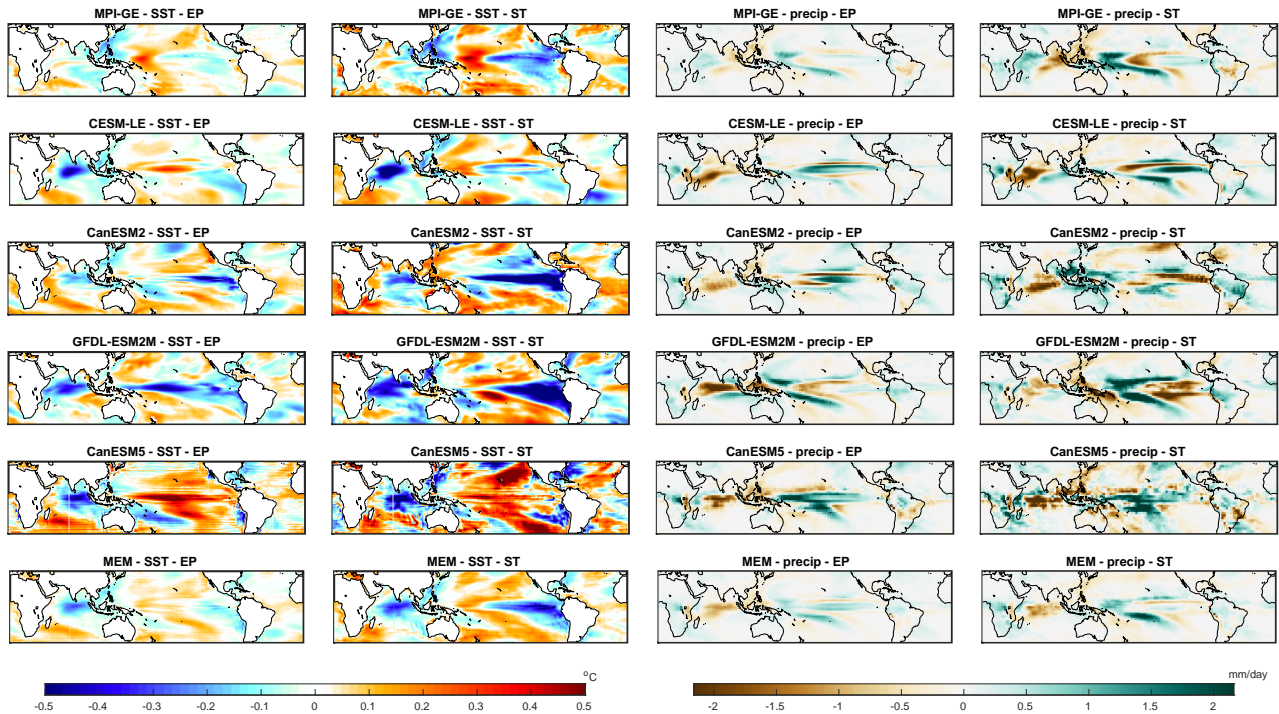 MPI-GE - SST - EP MPI-GE - SST - ST MPI-GE - precip - EP MPI-GE - precip - ST
CESM-LE - SST - EP CESM-LE - SST - ST CESM-LE - precip - EP CESM-LE - precip - ST
CanESM2 - SST - EP CanESM2 - SST - ST CanESM2 - precip - EP CanESM2 - precip - ST
GFDL-ESM2M - SST - EP GFDL-ESM2M - SST - ST GFDL-ESM2M - precip - EP GFDL-ESM2M - precip - ST
CanESM5 - SST - EP CanESM5 - SST - ST CanESM5 - precip - EP CanESM5 - precip - ST
MEM - SST - EP MEM - SST - ST MEM - precip - EP MEM - precip - ST
°C mm/day
-0.5 -0.4 -0.3 -0.2 -0.1 0 0.1 0.2 0.3 0.4 0.5 -2 -1.5 -1 -0.5 0 0.5 1 1.5 2